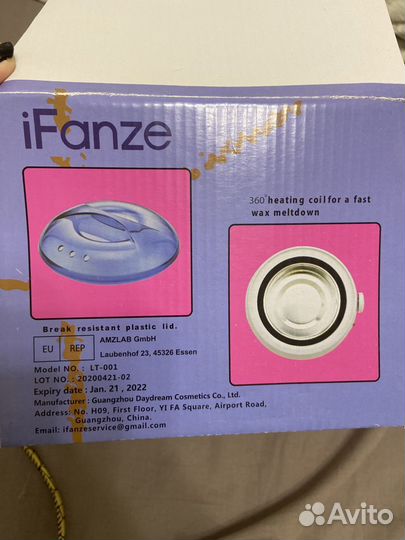 iFanze
360°heating coil for a fast
wax meltdown
Break resistant plastic lid.
EU REP AMZLAB GmbH
Laubenhof 23, 45326 Essen
Model NO. : LT-001
LOT NO. : 20200421-02
Expiry date : Jan. 21 , 2022
Manufacturer : Guangzhou Daydream Cosmetics Co., Ltd.
Address: No. H09, First Floor, YI FA Square, Airport Road,
Guangzhou, China.
Email: ifanzeservice@gmail.com
Avito